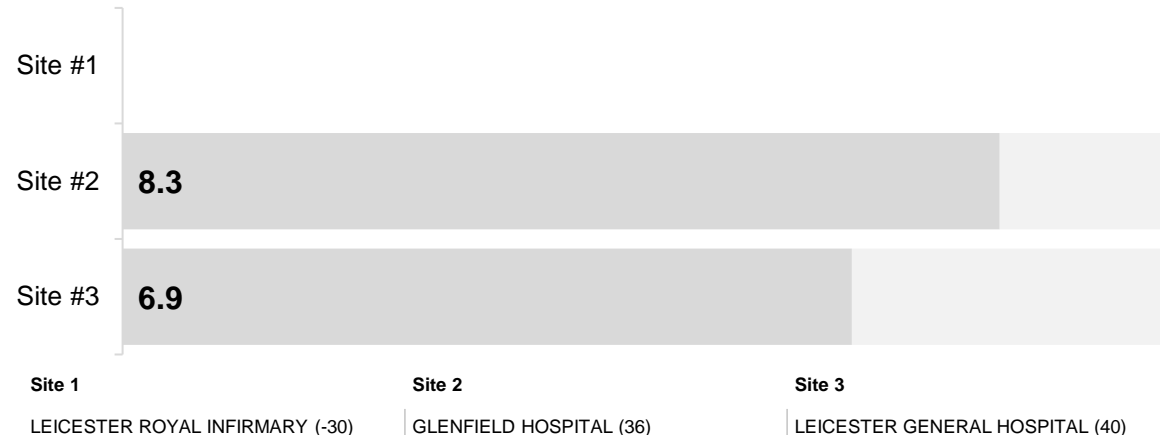 Site #1
Site #2 8.3
Site #3 6.9
Site 1 Site 2 Site 3
LEICESTER ROYAL INFIRMARY (-30) GLENFIELD HOSPITAL (36) LEICESTER GENERAL HOSPITAL (40)